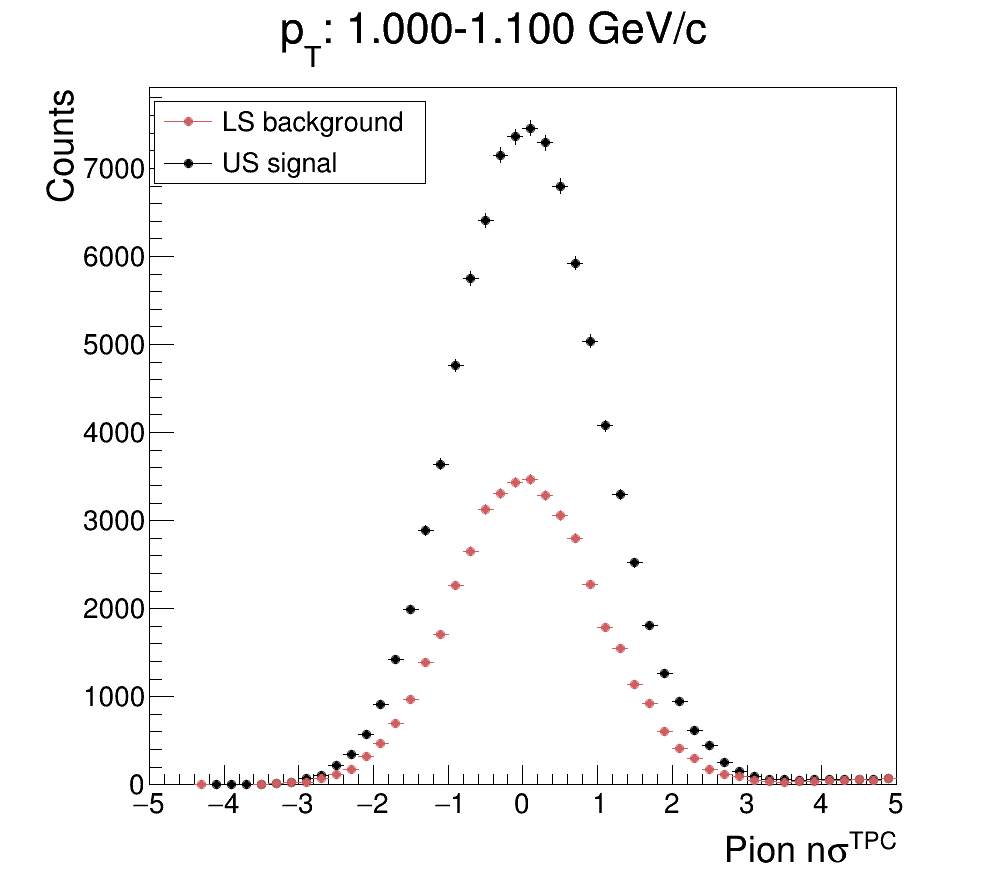 p_T: 1.000-1.100 GeV/c
Counts
LS background
US signal
7000
6000
5000
4000
3000
2000
1000
0
−5 −4 −3 −2 −1 0 1 2 3 4 5
Pion nσ^TPC